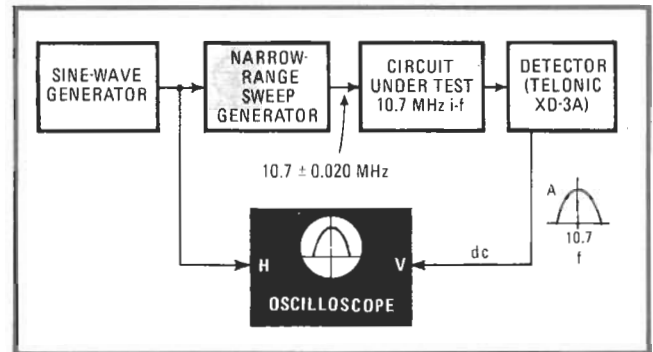 SINE-WAVE
GENERATOR
NARROW-
RANGE
SWEEP
GENERATOR
CIRCUIT
UNDER TEST
10.7 MHz i-f
DETECTOR
(TELONIC
XD-3A)
10.7 ± 0.020 MHz
A
10.7
f
H
V
dc
OSCILLOSCOPE